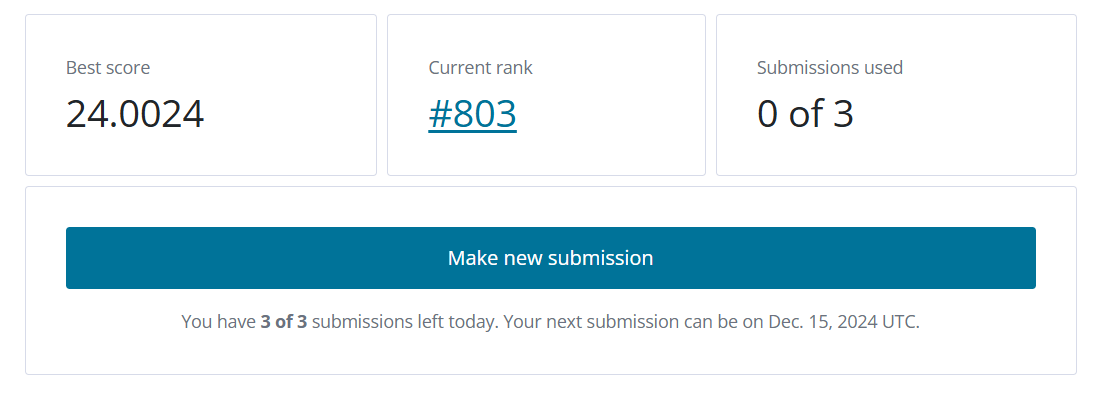 Best score
24.0024
Current rank
#803
Submissions used
0 of 3
Make new submission
You have 3 of 3 submissions left today. Your next submission can be on Dec. 15, 2024 UTC.